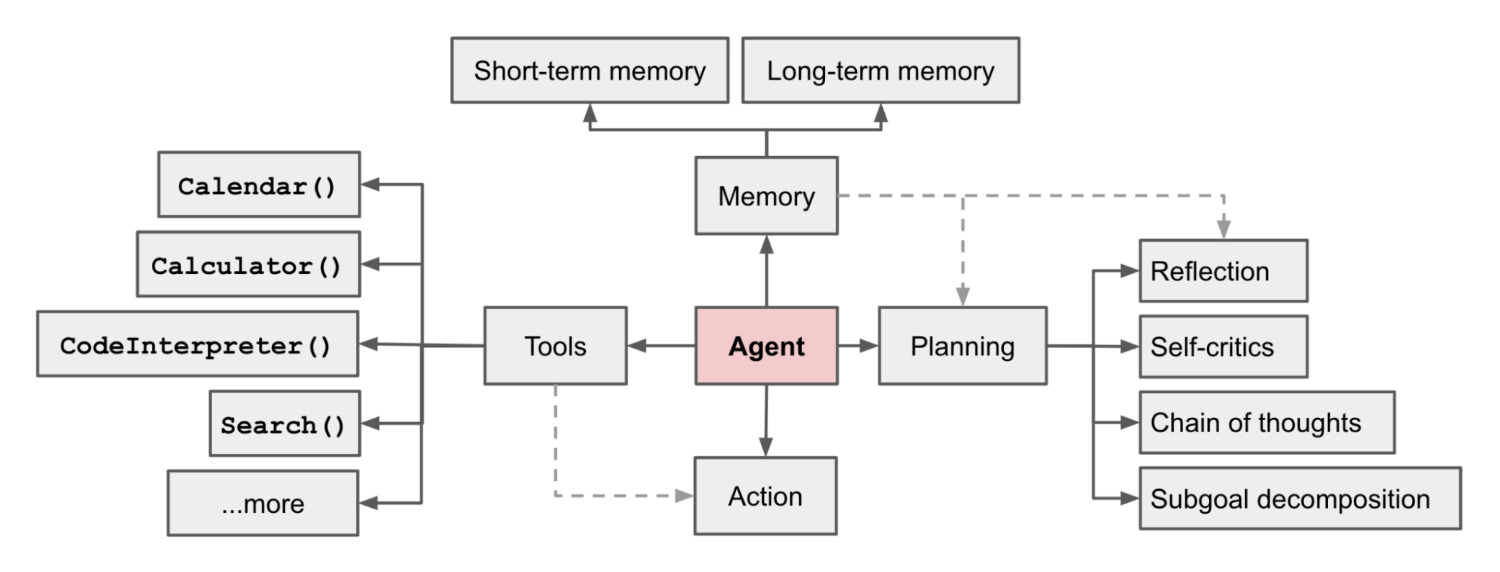 Short-term memory
Long-term memory
Calendar()
Memory
Calculator()
Reflection
CodeInterpreter()
Tools
Agent
Planning
Self-critics
Search()
Chain of thoughts
...more
Action
Subgoal decomposition